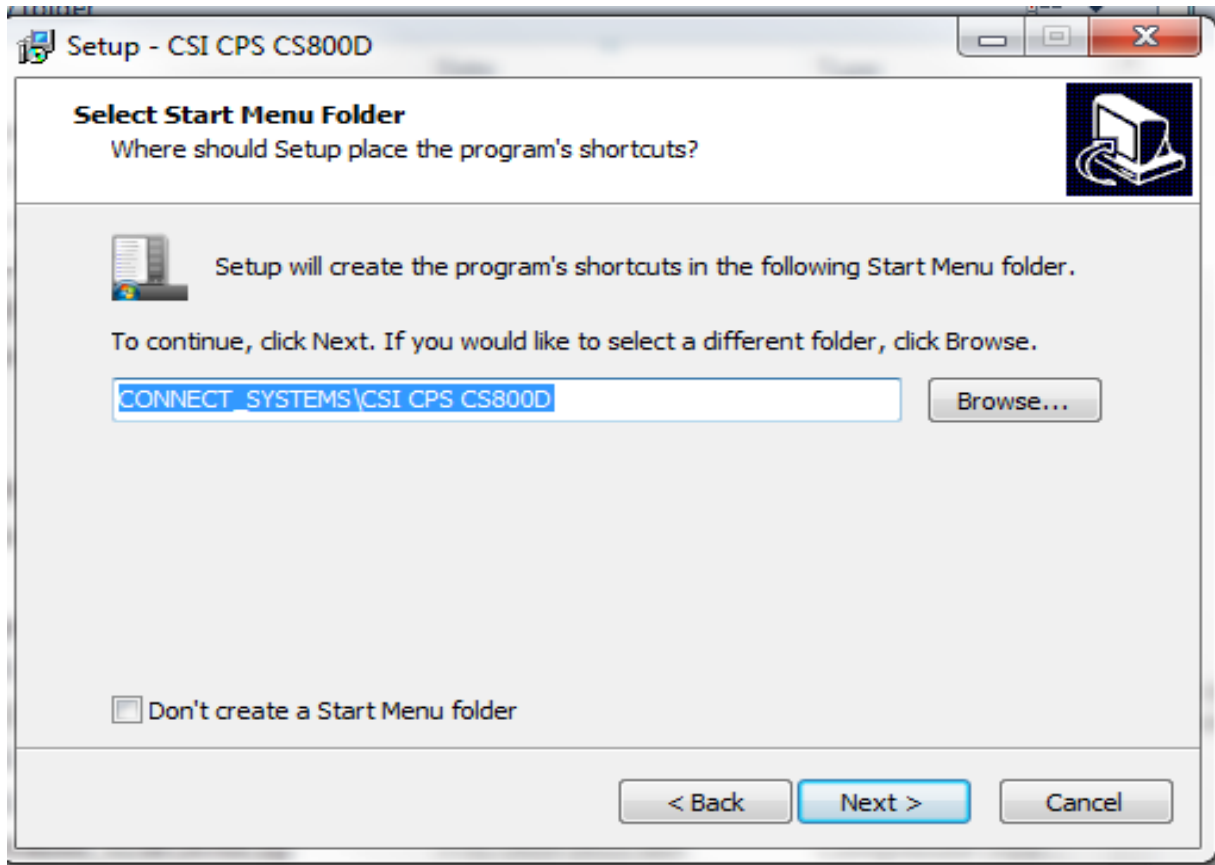 Setup - CSI CPS CS800D
Select Start Menu Folder
Where should Setup place the program's shortcuts?
Setup will create the program's shortcuts in the following Start Menu folder.
To continue, click Next. If you would like to select a different folder, click Browse.
CONNECT_SYSTEMS\CSI CPS CS800D
Browse...
Don't create a Start Menu folder
< Back
Next >
Cancel